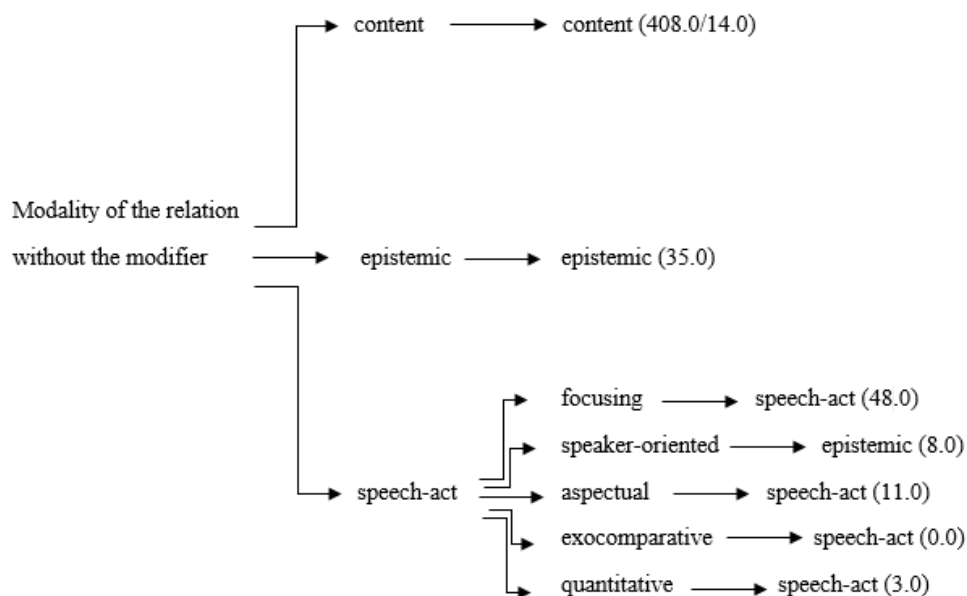 content content (408.0/14.0)
Modality of the relation
without the modifier epistemic epistemic (35.0)
focusing speech-act (48.0)
speaker-oriented epistemic (8.0)
speech-act aspectual speech-act (11.0)
exocomparative speech-act (0.0)
quantitative speech-act (3.0)